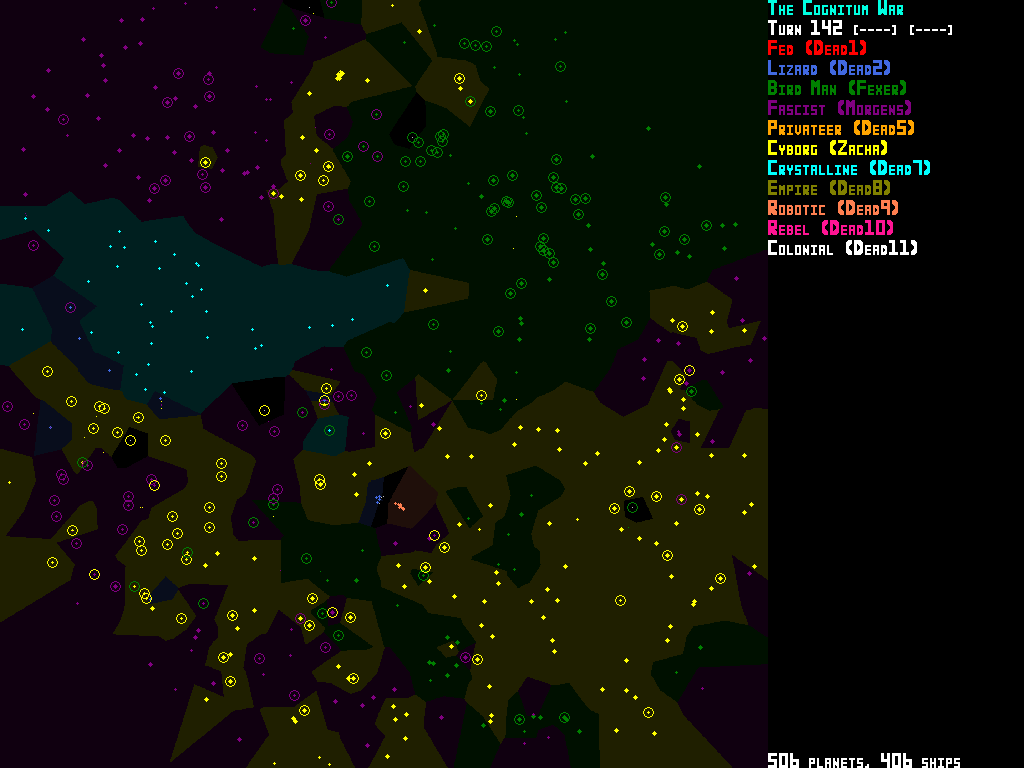 The Cognitum War
Turn 142 [----] [----]
Fed (Dead1)
Lizard (Dead2)
Bird Man (Fexer)
Fascist (Morgens)
Privateer (Dead5)
Cyborg (Zacha)
Crystalline (Dead7)
Empire (Dead8)
Robotic (Dead9)
Rebel (Dead10)
Colonial (Dead11)
506 planets, 406 ships